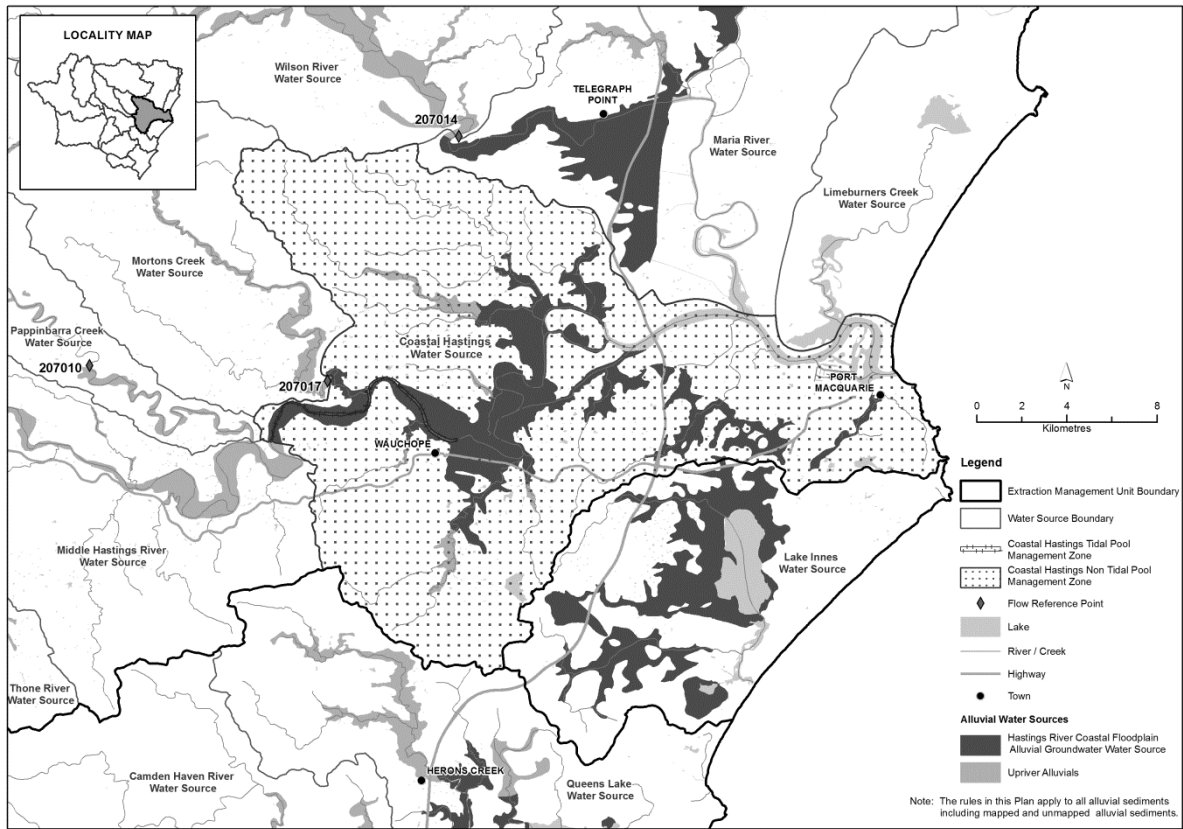 LOCALITY MAP
Wilson River
Water Source
TELEGRAPH
POINT
207014
Maria River
Water Source
Limeburners Creek
Water Source
Mortons Creek
Water Source
Pappinbarra Creek
Water Source
207010
207017
Coastal Hastings
Water Source
PORT
MACQUARIE
WAUCHOPE
N
0 2 4 8
Kilometres
Middle Hastings River
Water Source
Lake Innes
Water Source
Thone River
Water Source
Camden Haven River
Water Source
HERONS CREEK
Queens Lake
Water Source
Legend
Extraction Management Unit Boundary
Water Source Boundary
Coastal Hastings Tidal Pool
Management Zone
Coastal Hastings Non Tidal Pool
Management Zone
Flow Reference Point
Lake
River / Creek
Highway
Town
Alluvial Water Sources
Hastings River Coastal Floodplain
Alluvial Groundwater Water Source
Upriver Alluvials
Note: The rules in this Plan apply to all alluvial sediments
including mapped and unmapped alluvial sediments.